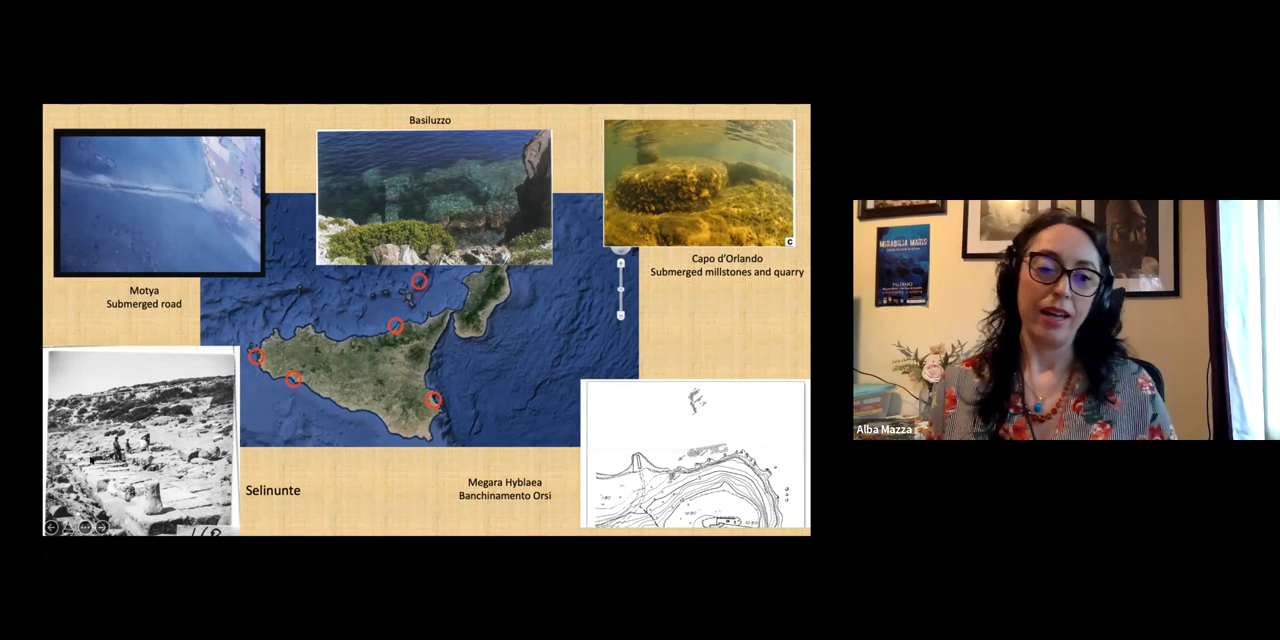 Basiluzzo
C
Capo d'Orlando
Submerged millstones and quarry
Motya
Submerged road
Selinunte
Megara Hyblaea
Banchinamento Orsi
MIRABILIA MARIS
PALERMO
Alba Mazza